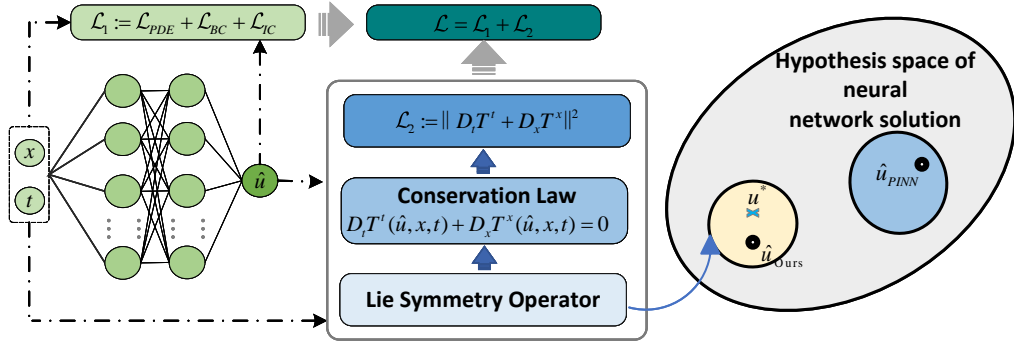 ℒ₁ := ℒ_PDE + ℒ_BC + ℒ_IC
ℒ = ℒ₁ + ℒ₂
x
t
û
ℒ₂ := || D_t T^t + D_x T^x ||²
Conservation Law
D_t T^t (û, x, t) + D_x T^x (û, x, t) = 0
Lie Symmetry Operator
Hypothesis space of
neural
network solution
û_PINN
u*
û_Ours